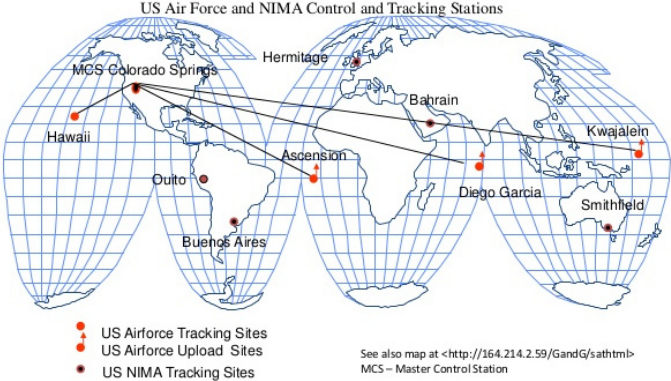 US Air Force and NIMA Control and Tracking Stations
Hermitage
MCS Colorado Springs
Bahrain
Kwajalein
Hawaii
Ascension
Ouito
Diego Garcia
Smithfield
Buenos Aires
US Airforce Tracking Sites
US Airforce Upload Sites
US NIMA Tracking Sites
See also map at <http://164.214.2.59/GandG/sathtml>
MCS – Master Control Station